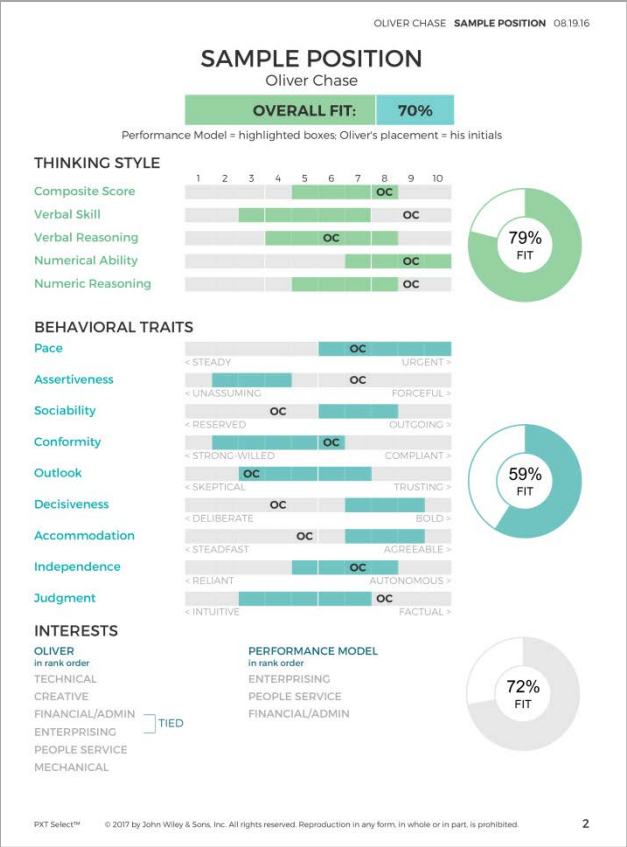 OLIVER CHASE SAMPLE POSITION 08.19.16
SAMPLE POSITION
Oliver Chase
OVERALL FIT: 70%
Performance Model = highlighted boxes; Oliver's placement = his initials
THINKING STYLE
1 2 3 4 5 6 7 8 9 10
Composite Score OC
Verbal Skill OC
Verbal Reasoning OC
Numerical Ability OC
Numeric Reasoning OC
79%
FIT
BEHAVIORAL TRAITS
Pace OC
< STEADY URGENT >
Assertiveness OC
< UNASSUMING FORCEFUL >
Sociability OC
< RESERVED OUTGOING >
Conformity OC
< STRONG-WILLED COMPLIANT >
Outlook OC
< SKEPTICAL TRUSTING >
Decisiveness OC
< DELIBERATE BOLD >
Accommodation OC
< STEADFAST AGREEABLE >
Independence OC
< RELIANT AUTONOMOUS >
Judgment OC
< INTUITIVE FACTUAL >
59%
FIT
INTERESTS
OLIVER
in rank order
TECHNICAL
CREATIVE
FINANCIAL/ADMIN
ENTERPRISING
TIED
PEOPLE SERVICE
MECHANICAL
PERFORMANCE MODEL
in rank order
ENTERPRISING
PEOPLE SERVICE
FINANCIAL/ADMIN
72%
FIT
PXT Select™ © 2017 by John Wiley & Sons, Inc. All rights reserved. Reproduction in any form, in whole or in part, is prohibited. 2